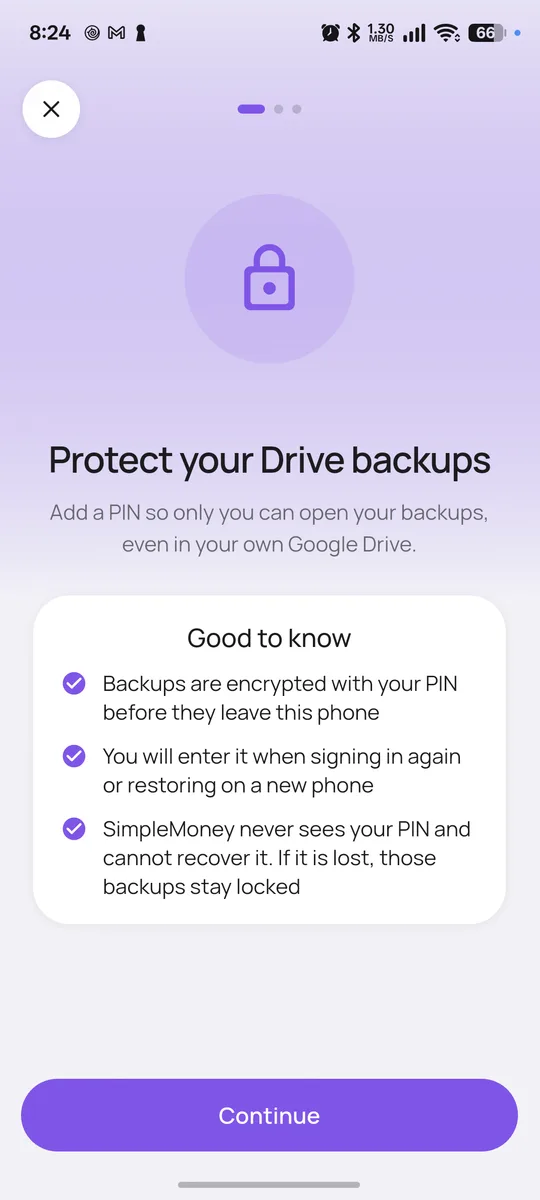 8:24
1.30
MB/S
66
Protect your Drive backups
Add a PIN so only you can open your backups,
even in your own Google Drive.
Good to know
Backups are encrypted with your PIN
before they leave this phone
You will enter it when signing in again
or restoring on a new phone
SimpleMoney never sees your PIN and
cannot recover it. If it is lost, those
backups stay locked
Continue